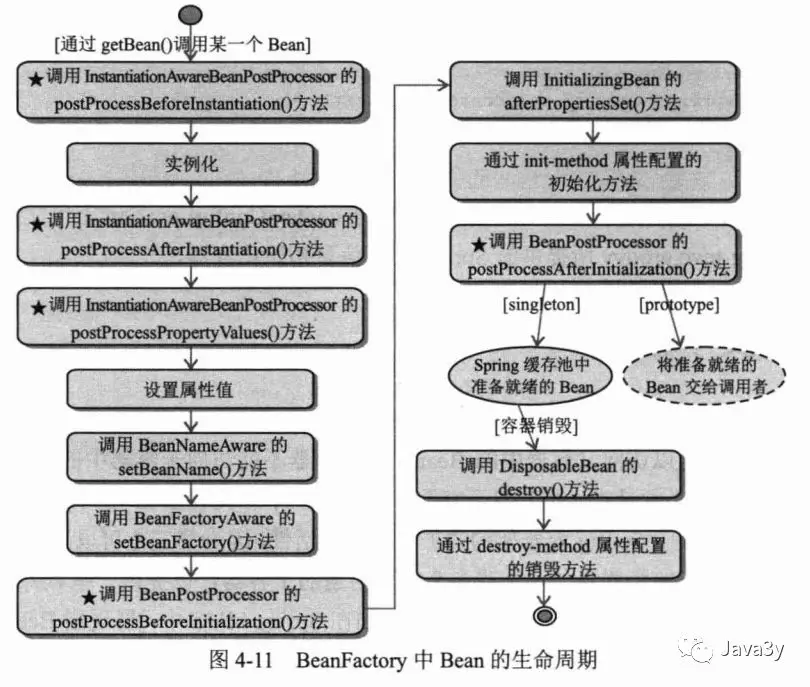 [通过 getBean()调用某一个 Bean]
★调用 InstantiationAwareBeanPostProcessor 的
postProcessBeforeInstantiation()方法
实例化
★调用 InstantiationAwareBeanPostProcessor 的
postProcessAfterInstantiation()方法
★调用 InstantiationAwareBeanPostProcessor 的
postProcessPropertyValues()方法
设置属性值
调用 BeanNameAware 的
setBeanName()方法
调用 BeanFactoryAware 的
setBeanFactory()方法
★调用 BeanPostProcessor 的
postProcessBeforeInitialization()方法
调用 InitializingBean 的
afterPropertiesSet()方法
通过 init-method 属性配置的
初始化方法
★调用 BeanPostProcessor 的
postProcessAfterInitialization()方法
[singleton]
[prototype]
Spring 缓存池中
准备就绪的 Bean
将准备就绪的
Bean 交给调用者
[容器销毁]
调用 DisposableBean 的
destroy()方法
通过 destroy-method 属性配置
的销毁方法
图 4-11 BeanFactory 中 Bean 的生命周期
Java3y